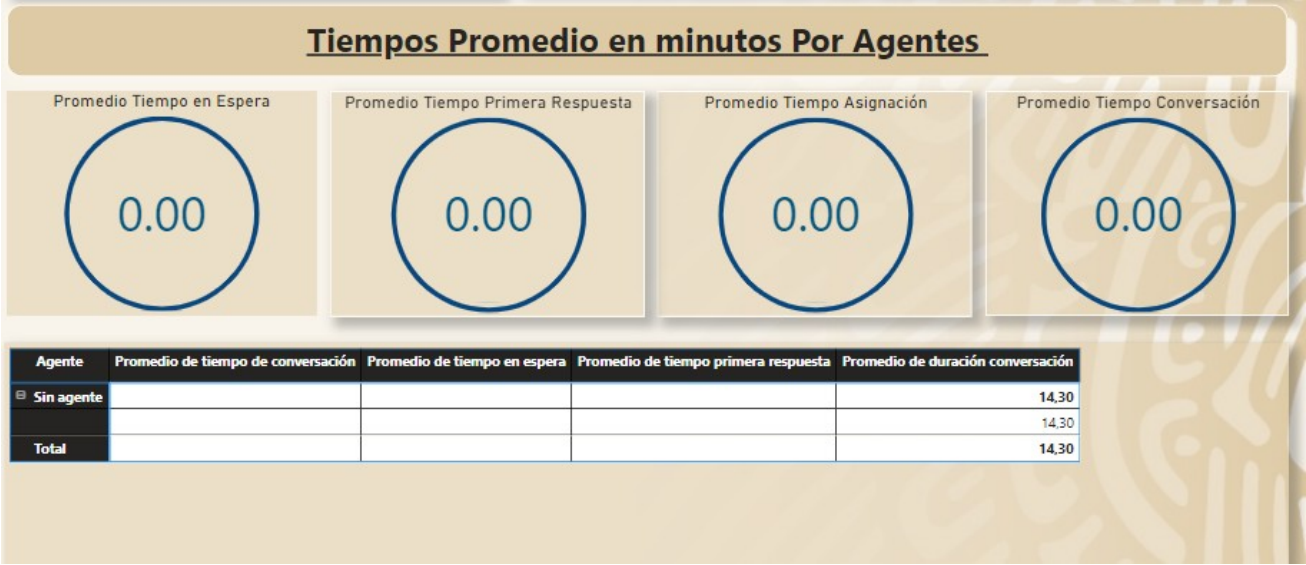 Tiempos Promedio en minutos Por Agentes
Promedio Tiempo en Espera
0.00
Promedio Tiempo Primera Respuesta
0.00
Promedio Tiempo Asignación
0.00
Promedio Tiempo Conversación
0.00
Agente Promedio de tiempo de conversación Promedio de tiempo en espera Promedio de tiempo primera respuesta Promedio de duración conversación
Sin agente 14,30
14,30
Total 14,30